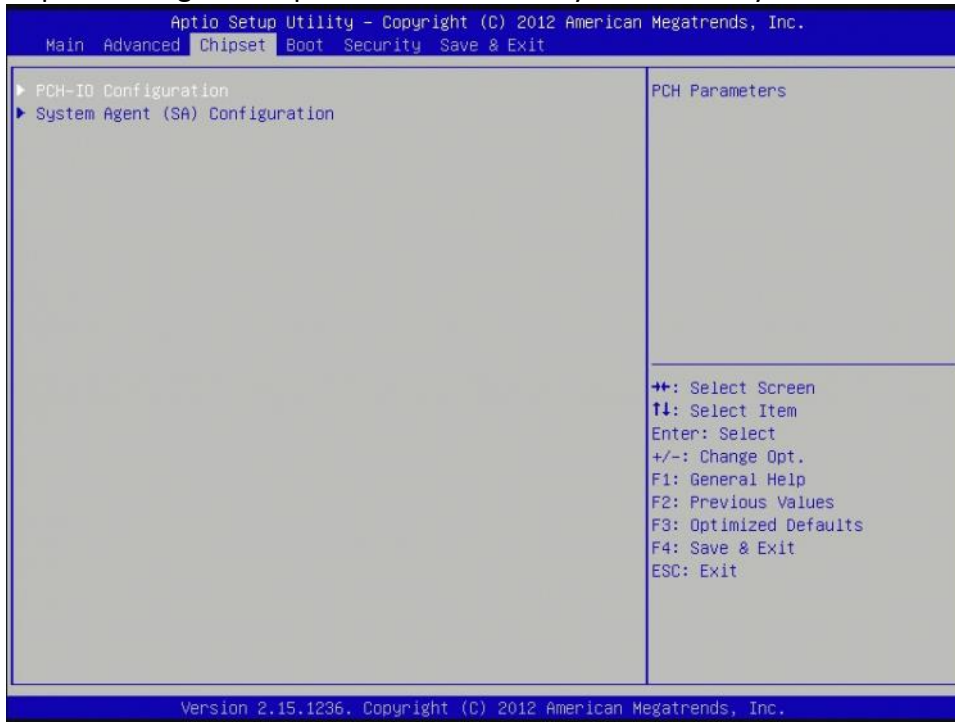 Aptio Setup Utility – Copyright (C) 2012 American Megatrends, Inc.
Main Advanced Chipset Boot Security Save & Exit
PCH-IO Configuration
System Agent (SA) Configuration
PCH Parameters
→←: Select Screen
↑↓: Select Item
Enter: Select
+/-: Change Opt.
F1: General Help
F2: Previous Values
F3: Optimized Defaults
F4: Save & Exit
ESC: Exit
Version 2.15.1236. Copyright (C) 2012 American Megatrends, Inc.